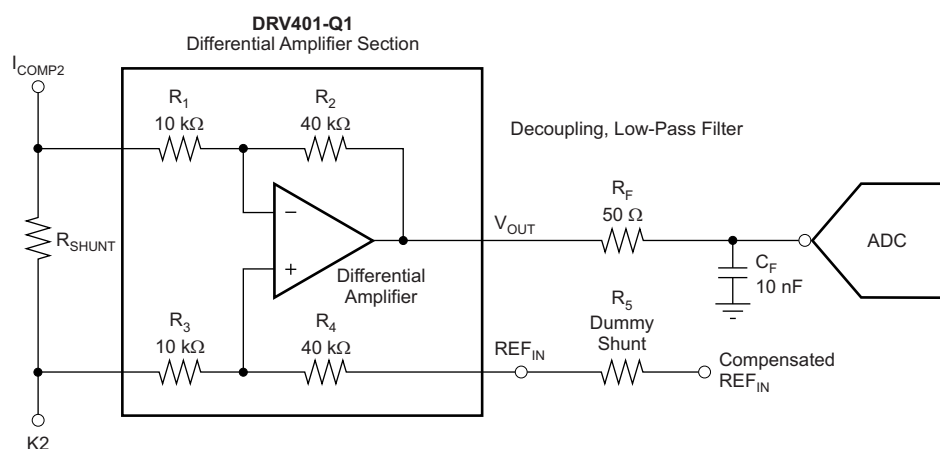 DRV401-Q1
Differential Amplifier Section
I_COMP2
R_1
10 kΩ
R_2
40 kΩ
Decoupling, Low-Pass Filter
R_SHUNT
−
+
Differential
Amplifier
V_OUT
R_F
50 Ω
ADC
C_F
10 nF
R_3
10 kΩ
R_4
40 kΩ
REF_IN
R_5
Dummy
Shunt
Compensated
REF_IN
K2